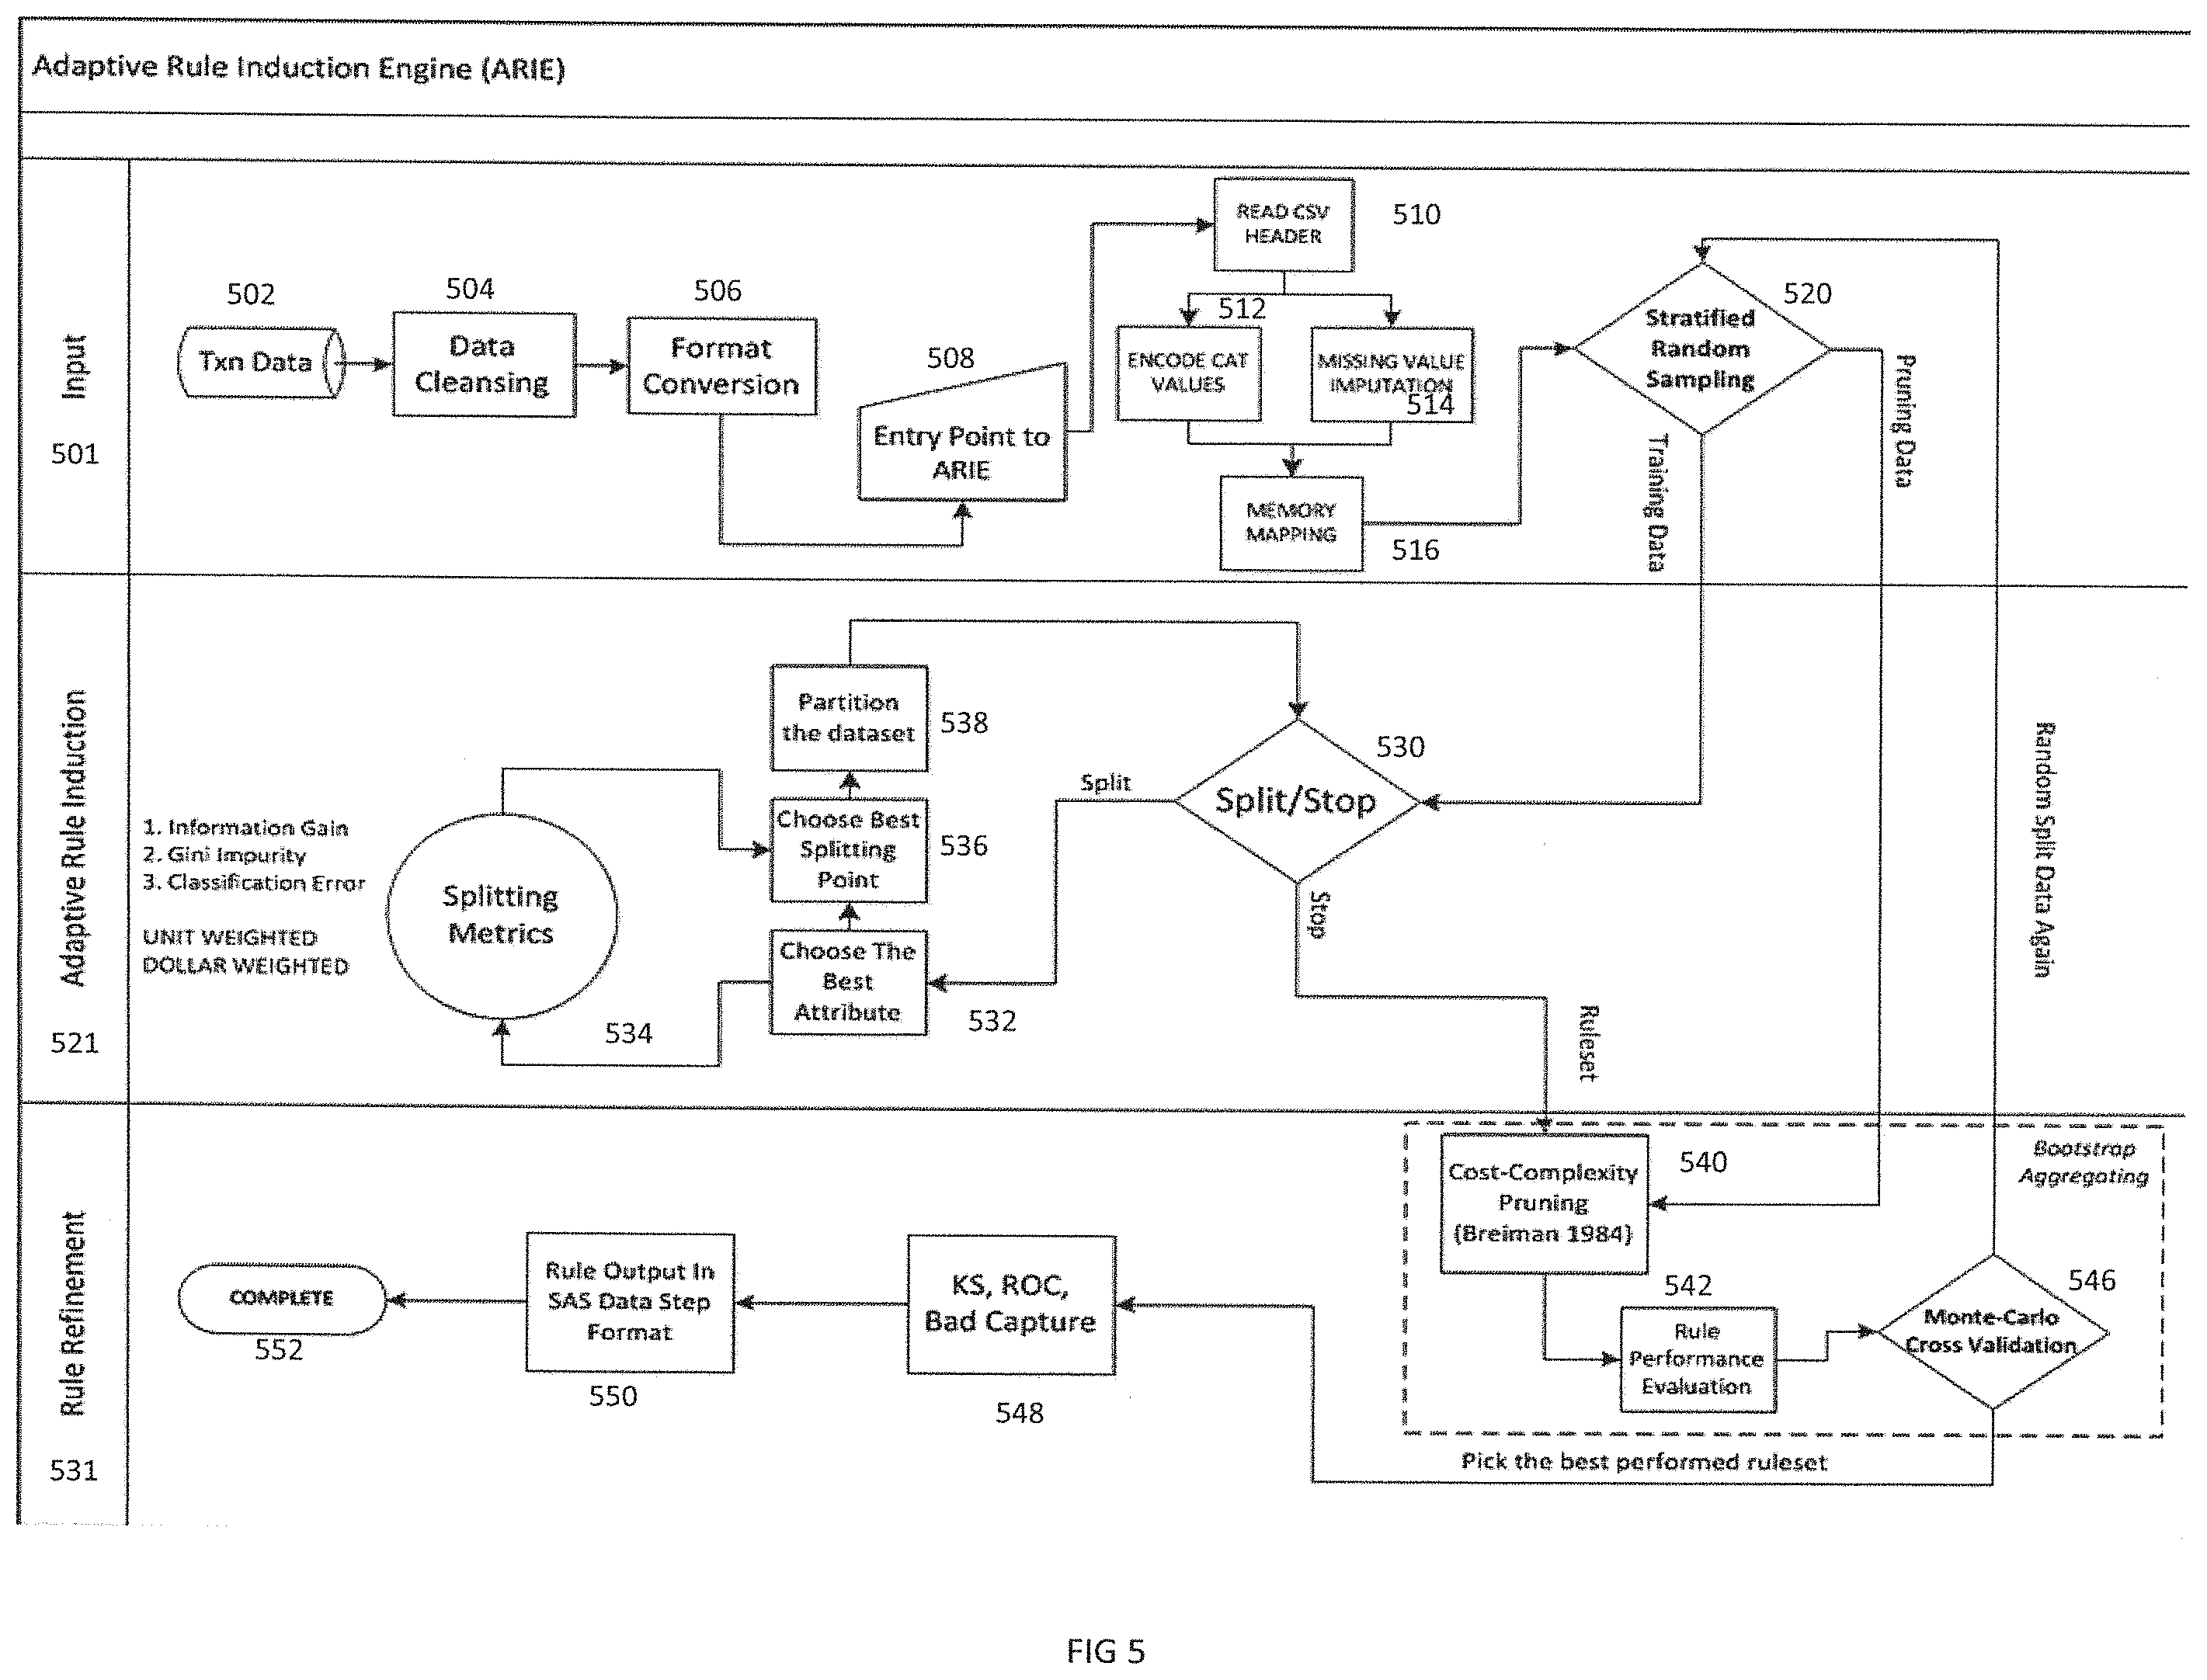 Adaptive Rule Induction Engine (ARIE)
Input
501
502
Txn Data
504
Data
Cleansing
506
Format
Conversion
508
Entry Point to
ARIE
READ CSV
HEADER
510
512
ENCODE CAT
VALUES
MISSING VALUE
IMPUTATION
514
MEMORY
MAPPING
516
520
Stratified
Random
Sampling
Training Data
Pruning Data
Random Split Data Again
Adaptive Rule Induction
521
1. Information Gain
2. Gini Impurity
3. Classification Error
UNIT WEIGHTED
DOLLAR WEIGHTED
Splitting
Metrics
534
Partition
the dataset
538
Choose Best
Splitting
Point
536
Choose The
Best
Attribute
532
Split
530
Split/Stop
Stop
Ruleset
Rule Refinement
531
Bootstrap
Aggregating
Cost-Complexity
Pruning
(Breiman 1984)
540
542
Rule
Performance
Evaluation
546
Monte-Carlo
Cross Validation
Pick the best performed ruleset
KS, ROC,
Bad Capture
548
Rule Output In
SAS Data Step
Format
550
COMPLETE
552
FIG 5